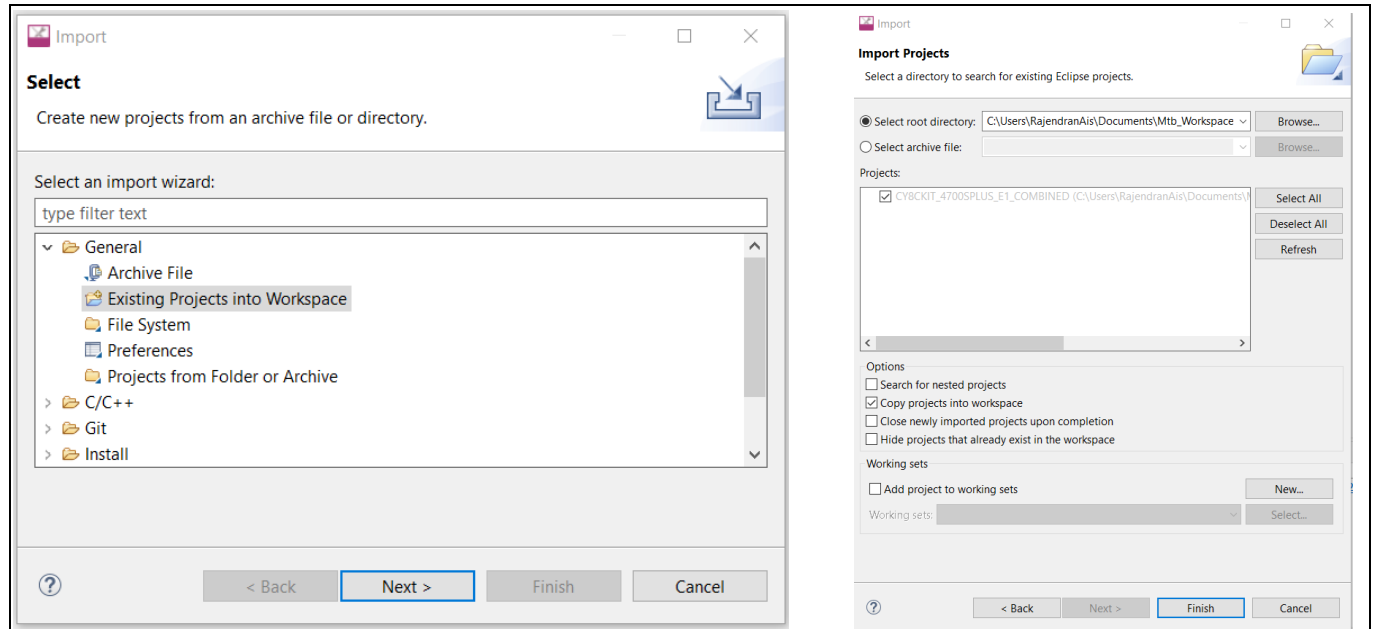 Import
Select
Create new projects from an archive file or directory.
Select an import wizard:
type filter text
General
Archive File
Existing Projects into Workspace
File System
Preferences
Projects from Folder or Archive
C/C++
Git
Install
< Back
Next >
Finish
Cancel
Import
Import Projects
Select a directory to search for existing Eclipse projects.
Select root directory: C:\Users\RajendranAis\Documents\Mtb_Workspace Browse...
Select archive file: Browse...
Projects:
CY8CKIT_4700SPLUS_E1_COMBINED (C:\Users\RajendranAis\Documents\
Select All
Deselect All
Refresh
Options
Search for nested projects
Copy projects into workspace
Close newly imported projects upon completion
Hide projects that already exist in the workspace
Working sets
Add project to working sets New...
Working sets: Select...
< Back
Next >
Finish
Cancel